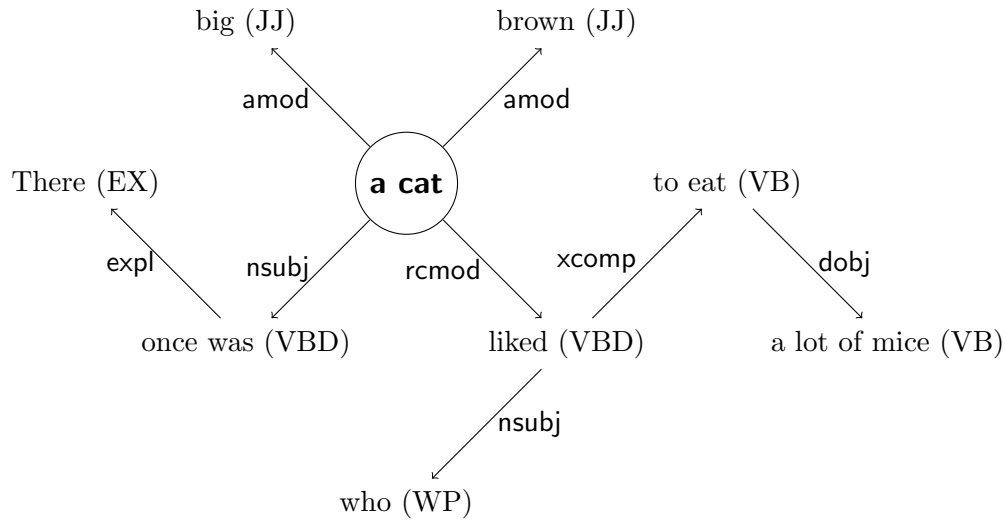 big (JJ)
brown (JJ)
amod
amod
There (EX)
a cat
to eat (VB)
expl
nsubj
rcmod
xcomp
dobj
once was (VBD)
liked (VBD)
a lot of mice (VB)
nsubj
who (WP)